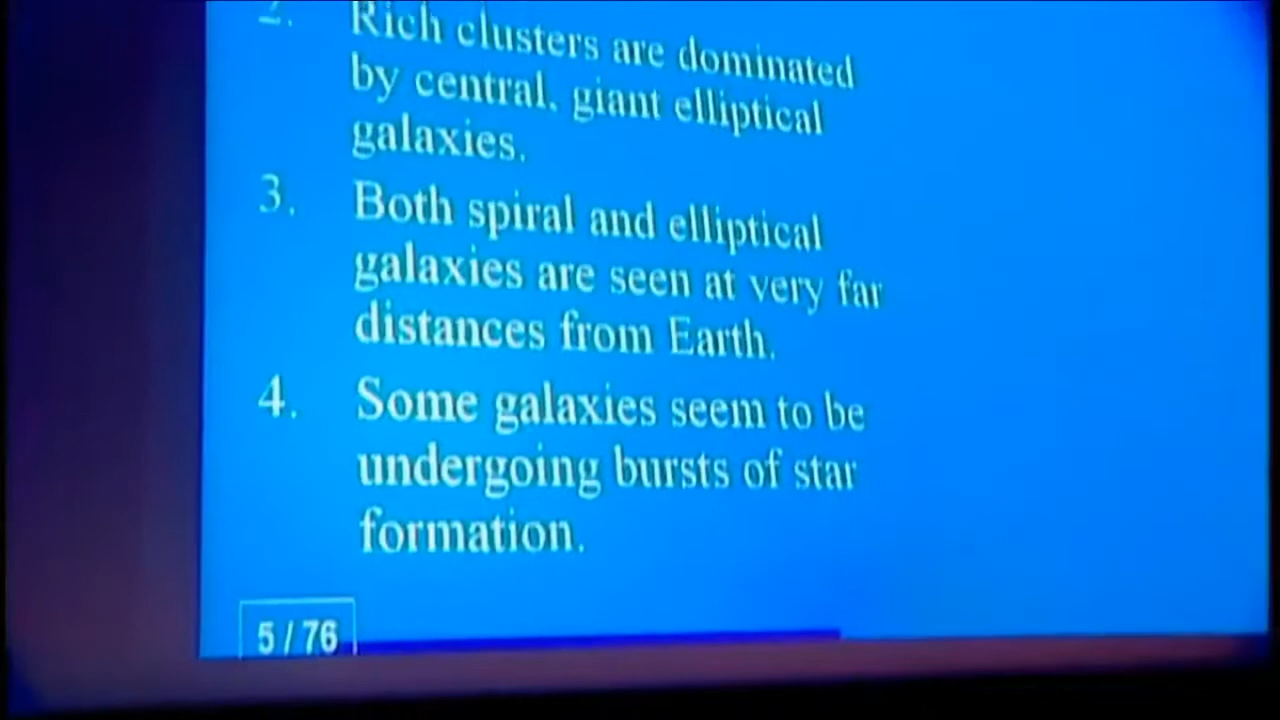 2. Rich clusters are dominated
by central, giant elliptical
galaxies.
3. Both spiral and elliptical
galaxies are seen at very far
distances from Earth.
4. Some galaxies seem to be
undergoing bursts of star
formation.
5 / 76